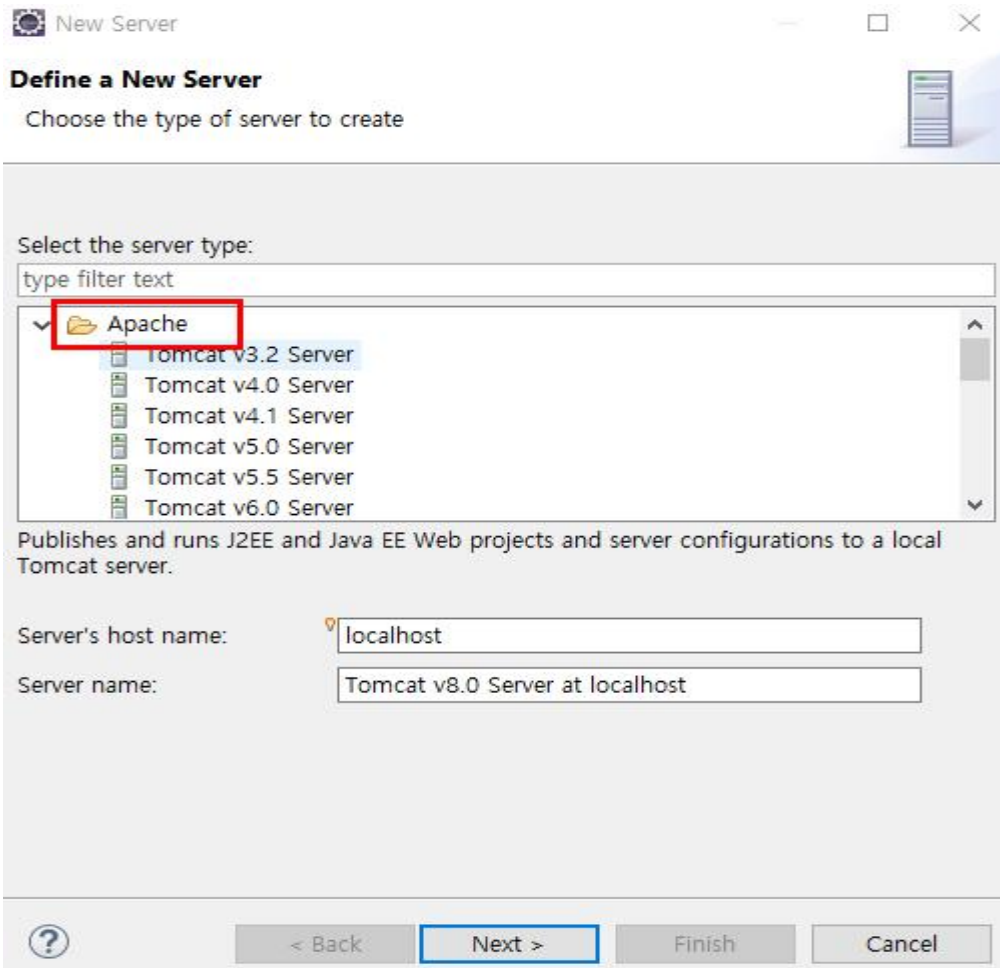 New Server
Define a New Server
Choose the type of server to create
Select the server type:
type filter text
Apache
Tomcat v3.2 Server
Tomcat v4.0 Server
Tomcat v4.1 Server
Tomcat v5.0 Server
Tomcat v5.5 Server
Tomcat v6.0 Server
Publishes and runs J2EE and Java EE Web projects and server configurations to a local
Tomcat server.
Server's host name: localhost
Server name: Tomcat v8.0 Server at localhost
? < Back Next > Finish Cancel